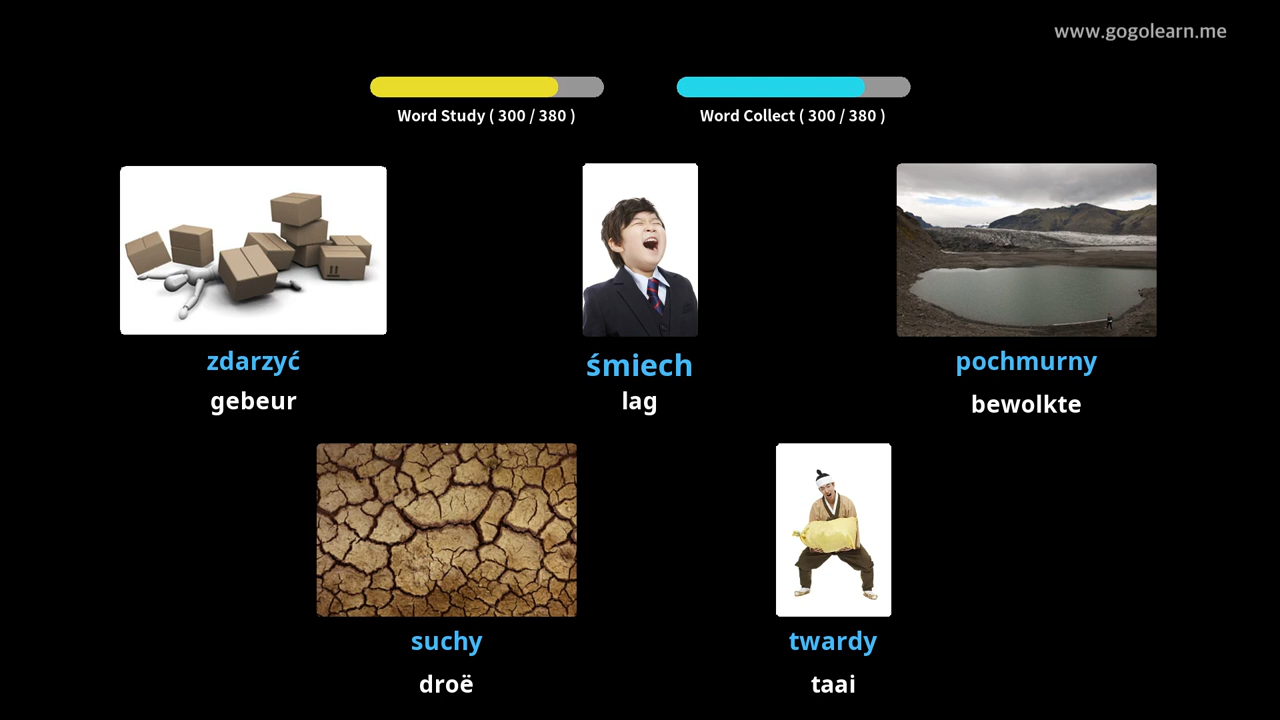 www.gogolearn.me
Word Study ( 300 / 380 )
Word Collect ( 300 / 380 )
zdarzyć
gebeur
śmiech
lag
pochmurny
bewolkte
suchy
droë
twardy
taai